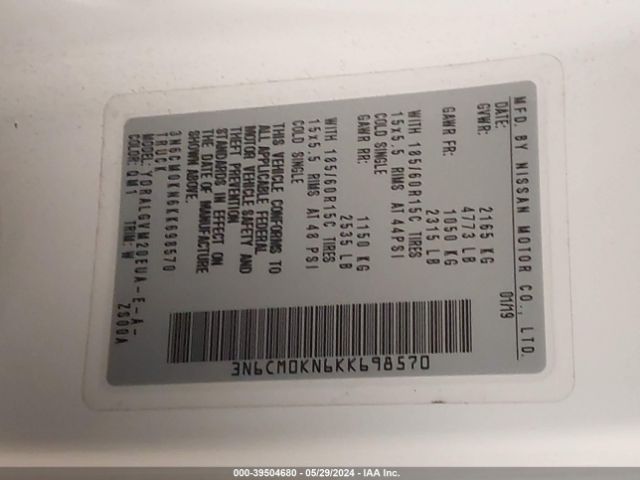 MFD. BY NISSAN MOTOR CO., LTD.
DATE: 01/19
GVWR: 2165 KG
4773 LB
GAWR FR: 1050 KG
2315 LB
WITH 185/60R15C TIRES
15x5.5 RIMS AT 44PSI
COLD SINGLE
GAWR RR: 1150 KG
2535 LB
WITH 185/60R15C TIRES
15x5.5 RIMS AT 48 PSI
COLD SINGLE
THIS VEHICLE CONFORMS TO
ALL APPLICABLE FEDERAL
MOTOR VEHICLE SAFETY AND
THEFT PREVENTION
STANDARDS IN EFFECT ON
THE DATE OF MANUFACTURE
SHOWN ABOVE.
3N6CM0KN6KK698570
TRUCK
MODEL YDRALGVM20EUA-E-A-
COLOR: QM1 TRIM: W ZS00A
3N6CM0KN6KK698570
000-39504680 - 05/29/2024 - IAA Inc.